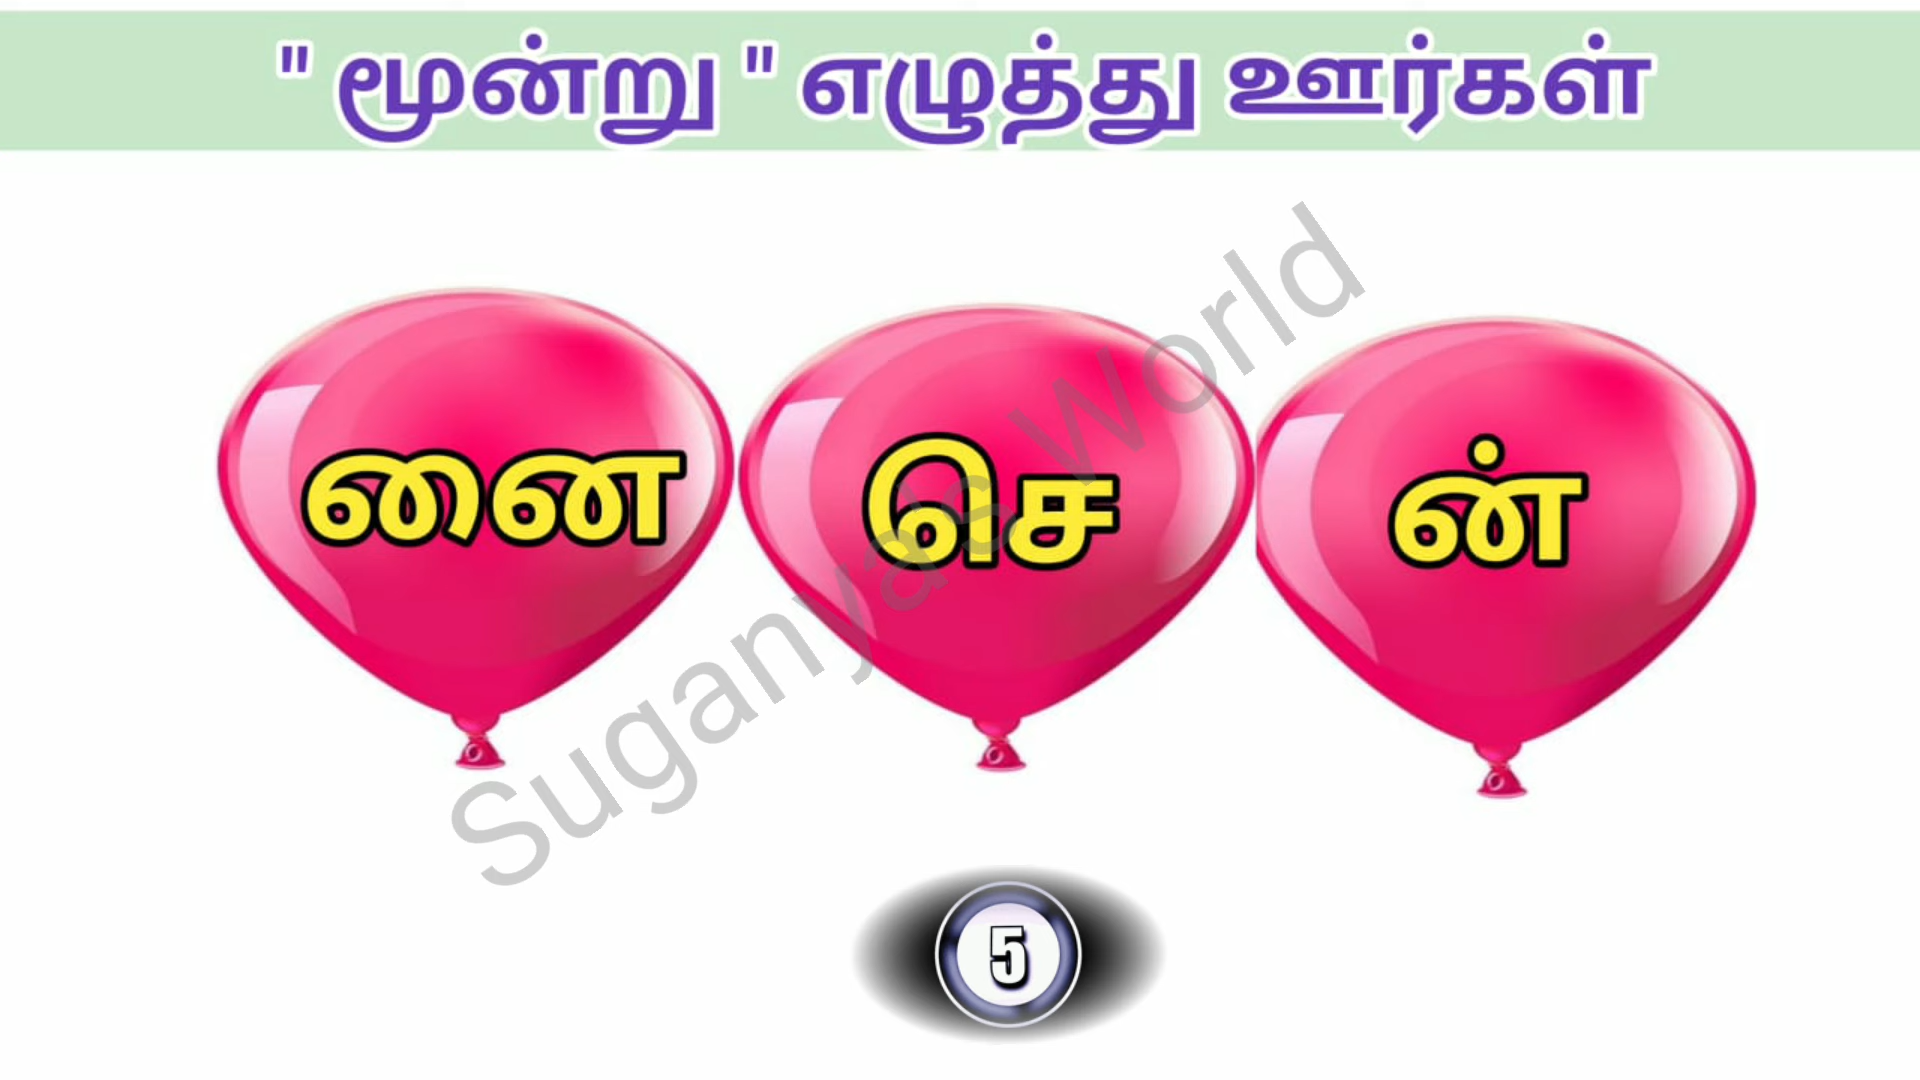 " மூன்று " எழுத்து ஊர்கள்
னை செ ன்
Suganya's World
5